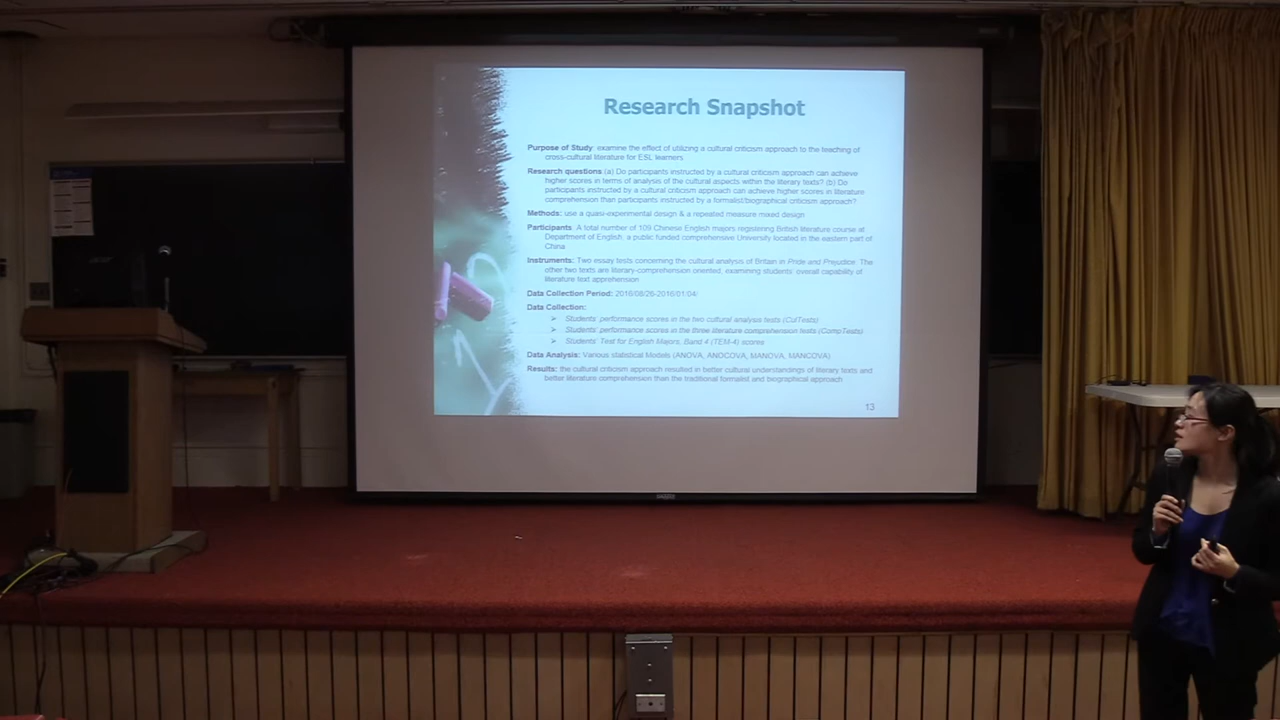 Research Snapshot
Purpose of Study: examine the effect of utilizing a cultural criticism approach to the teaching of
cross-cultural literature for ESL learners.
Research questions: (a) Do participants instructed by a cultural criticism approach can achieve
higher scores in terms of analysis of the cultural aspects within the literary texts? (b) Do
participants instructed by a cultural criticism approach can achieve higher scores in literature
comprehension than participants instructed by a formalist/biographical criticism approach?
Methods: use a quasi-experimental design & a repeated measure mixed design
Participants: A total number of 109 Chinese English majors registering British literature course at
Department of English, a public funded comprehensive University located in the eastern part of
China
Instruments: Two essay tests concerning the cultural analysis of Britain in Pride and Prejudice. The
other two texts are literary-comprehension oriented, examining students' overall capability of
literature text apprehension
Data Collection Period: 2016/08/26-2016/01/04/
Data Collection:
➢ Students' performance scores in the two cultural analysis tests (CulTests)
➢ Students' performance scores in the three literature comprehension tests (CompTests)
➢ Students' Test for English Majors, Band 4 (TEM-4) scores
Data Analysis: Various statistical Models (ANOVA, ANOCOVA, MANOVA, MANCOVA)
Results: the cultural criticism approach resulted in better cultural understandings of literary texts and
better literature comprehension than the traditional formalist and biographical approach
13